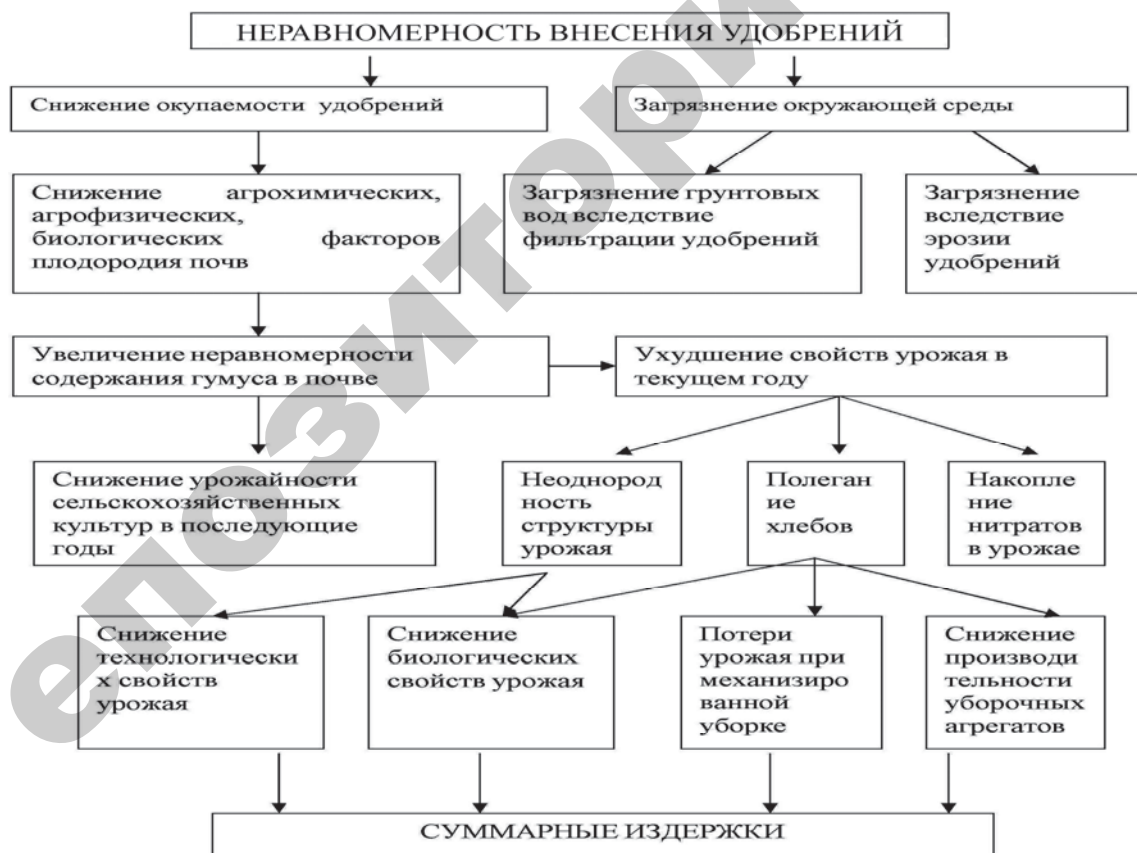 НЕРАВНОМЕРНОСТЬ ВНЕСЕНИЯ УДОБРЕНИЙ
Снижение окупаемости удобрений
Загрязнение окружающей среды
Снижение агрохимических,
агрофизических,
биологических факторов
плодородия почв
Загрязнение грунтовых
вод вследствие
фильтрации удобрений
Загрязнение
вследствие
эрозии
удобрений
Увеличение неравномерности
содержания гумуса в почве
Ухудшение свойств урожая в
текущем году
Снижение урожайности
сельскохозяйственных
культур в последующие
годы
Неоднород
ность
структуры
урожая
Полеган
ие
хлебов
Накопле
ние
нитратов
в урожае
Снижение
технологически
х свойств
урожая
Снижение
биологических
свойств урожая
Потери
урожая при
механизиро
ванной
уборке
Снижение
производи
тельности
уборочных
агрегатов
СУММАРНЫЕ ИЗДЕРЖКИ
епозитори